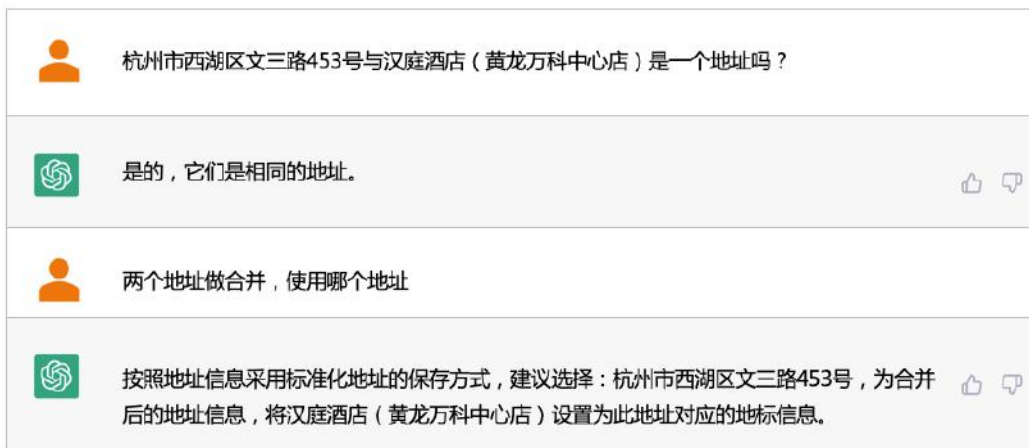 杭州市西湖区文三路453号与汉庭酒店（黄龙万科中心店）是一个地址吗？
是的，它们是相同的地址。
两个地址做合并，使用哪个地址
按照地址信息采用标准化地址的保存方式，建议选择：杭州市西湖区文三路453号，为合并
后的地址信息，将汉庭酒店（黄龙万科中心店）设置为此地址对应的地标信息。